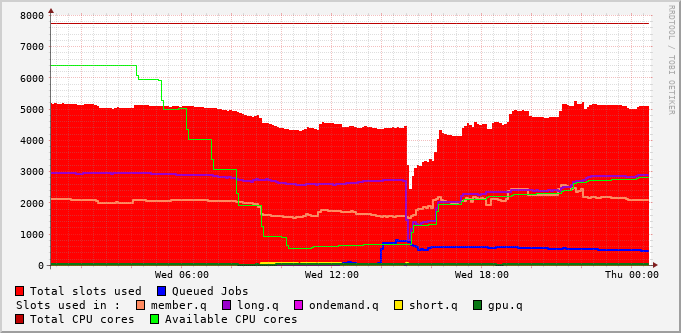 8000
7000
6000
5000
4000
3000
2000
1000
0
Wed 06:00 Wed 12:00 Wed 18:00 Thu 00:00
RRDTOOL / TOBI OETIKER
Total slots used Queued Jobs
Slots used in : member.q long.q ondemand.q short.q gpu.q
Total CPU cores Available CPU cores